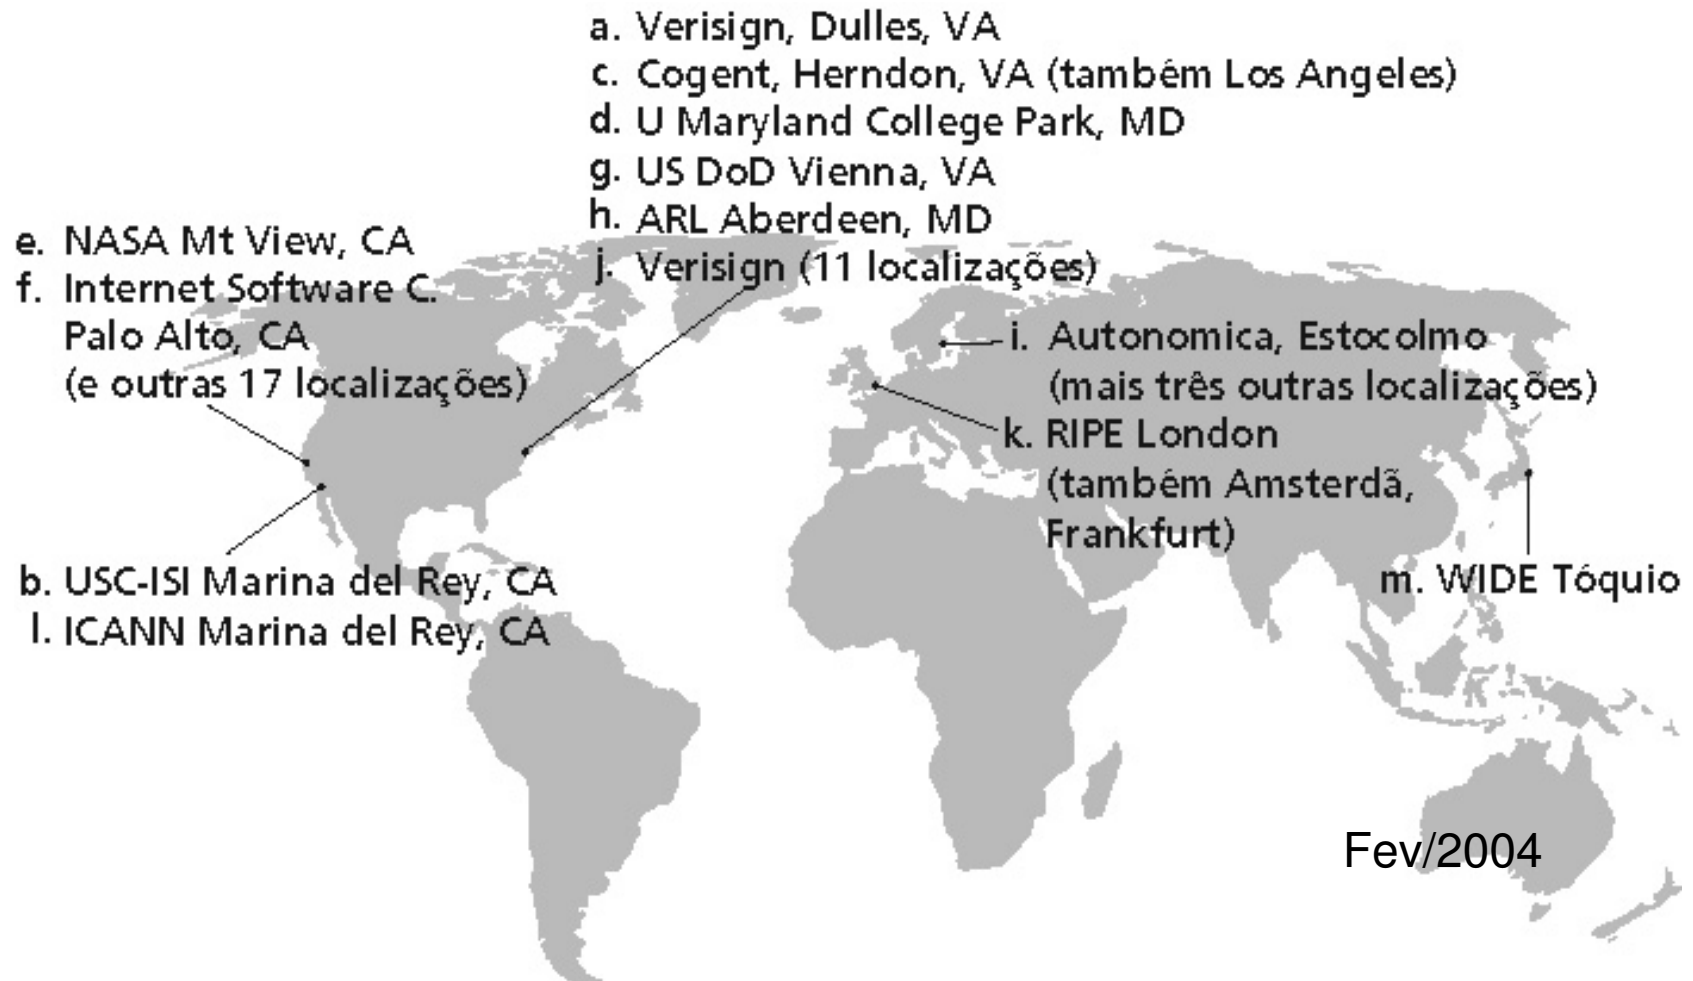 a. Verisign, Dulles, VA
c. Cogent, Herndon, VA (também Los Angeles)
d. U Maryland College Park, MD
g. US DoD Vienna, VA
h. ARL Aberdeen, MD
j. Verisign (11 localizações)
e. NASA Mt View, CA
f. Internet Software C.
Palo Alto, CA
(e outras 17 localizações)
i. Autonomica, Estocolmo
(mais três outras localizações)
k. RIPE London
(também Amsterdã,
Frankfurt)
m. WIDE Tóquio
b. USC-ISI Marina del Rey, CA
l. ICANN Marina del Rey, CA
Fev/2004